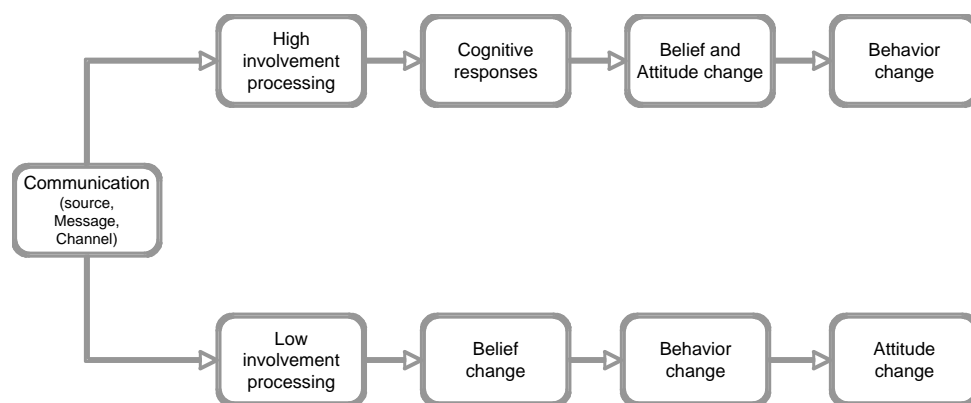 High
involvement
processing
Cognitive
responses
Belief and
Attitude change
Behavior
change
Communication
(source,
Message,
Channel)
Low
involvement
processing
Belief
change
Behavior
change
Attitude
change